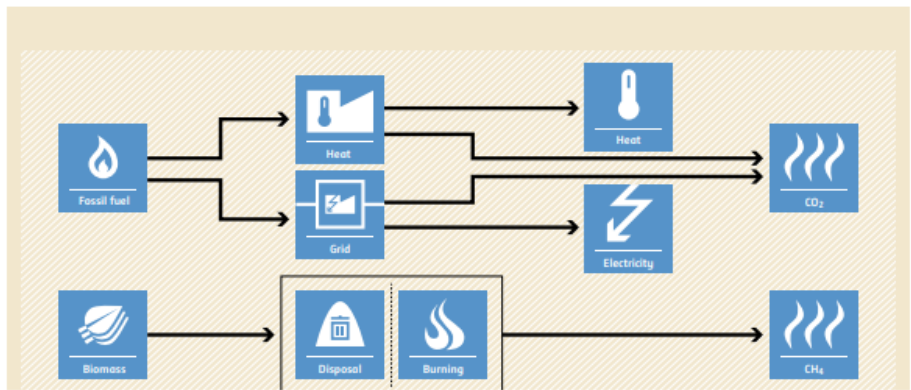 Heat
Heat
Fossil fuel
CO₂
Grid
Electricity
Biomass
Disposal
Burning
CH₄